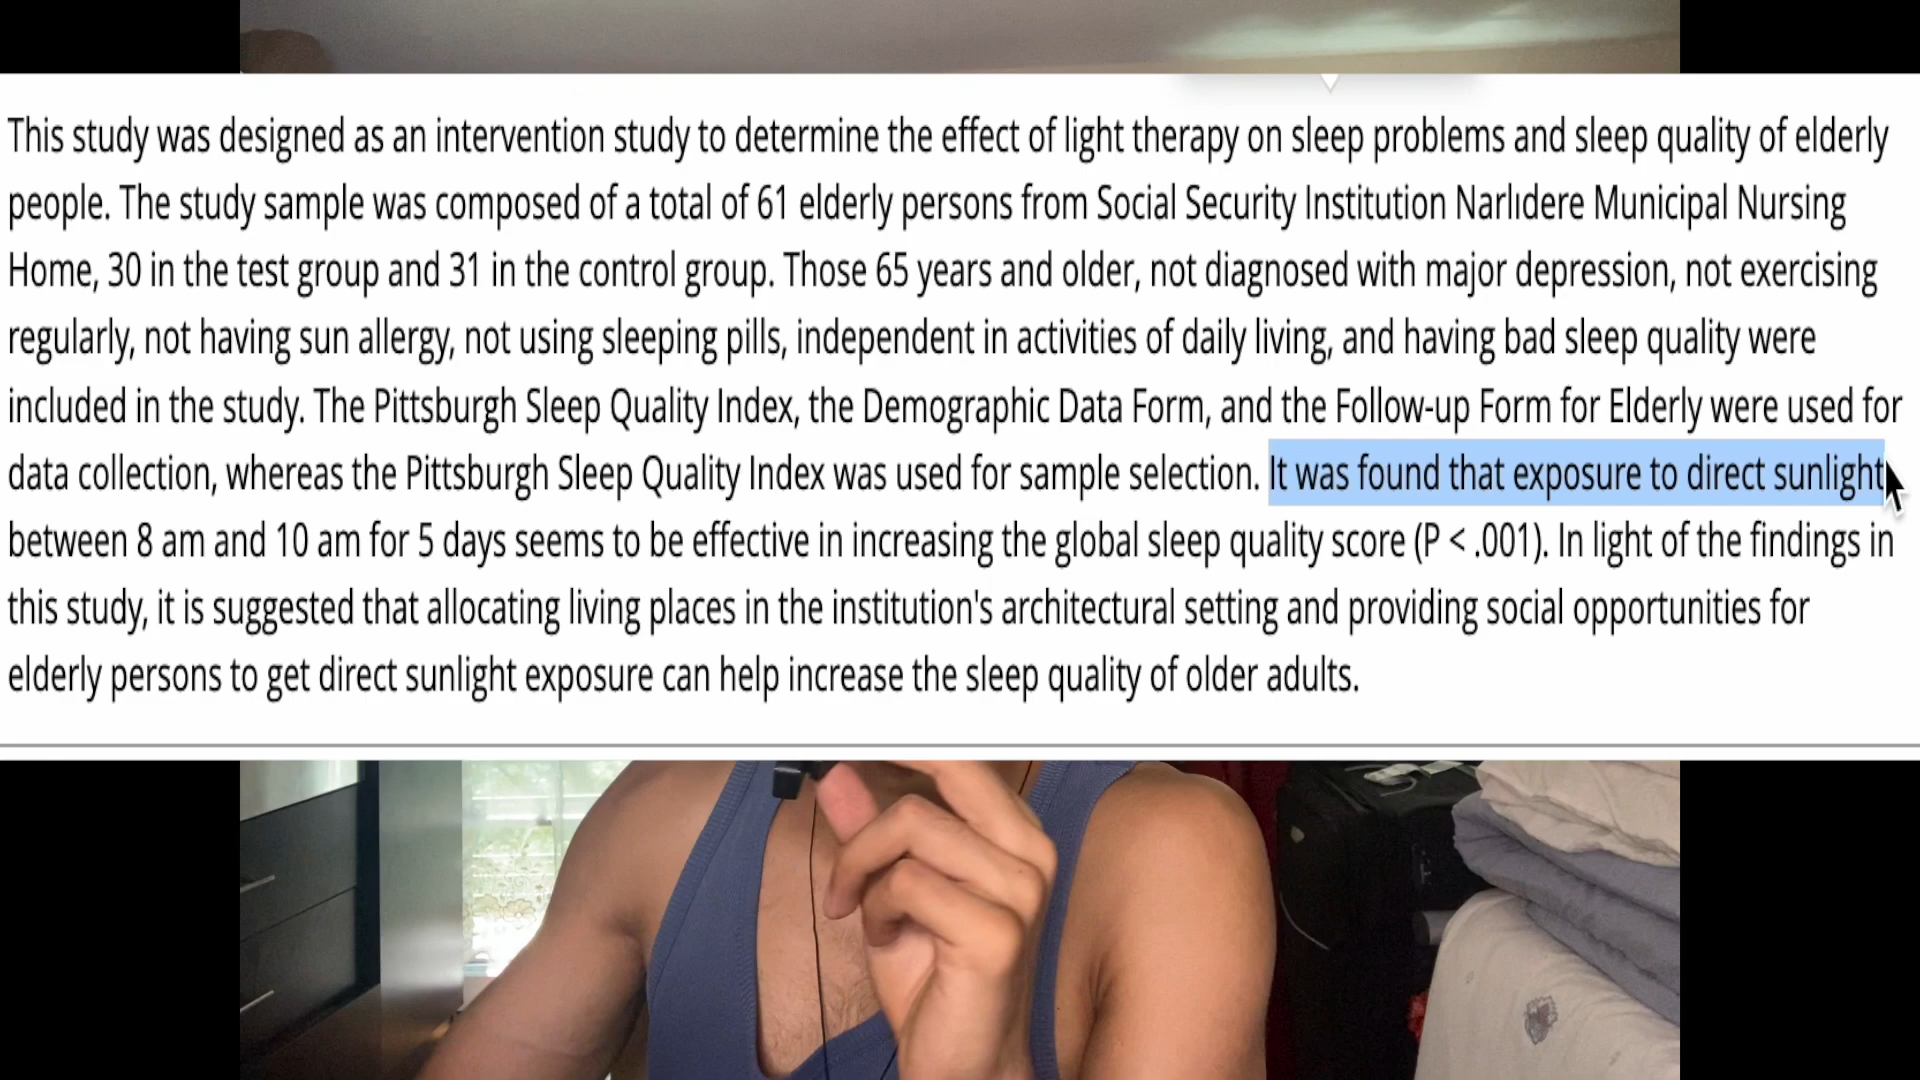 This study was designed as an intervention study to determine the effect of light therapy on sleep problems and sleep quality of elderly
people. The study sample was composed of a total of 61 elderly persons from Social Security Institution Narlıdere Municipal Nursing
Home, 30 in the test group and 31 in the control group. Those 65 years and older, not diagnosed with major depression, not exercising
regularly, not having sun allergy, not using sleeping pills, independent in activities of daily living, and having bad sleep quality were
included in the study. The Pittsburgh Sleep Quality Index, the Demographic Data Form, and the Follow-up Form for Elderly were used for
data collection, whereas the Pittsburgh Sleep Quality Index was used for sample selection. It was found that exposure to direct sunlight
between 8 am and 10 am for 5 days seems to be effective in increasing the global sleep quality score (P < .001). In light of the findings in
this study, it is suggested that allocating living places in the institution's architectural setting and providing social opportunities for
elderly persons to get direct sunlight exposure can help increase the sleep quality of older adults.